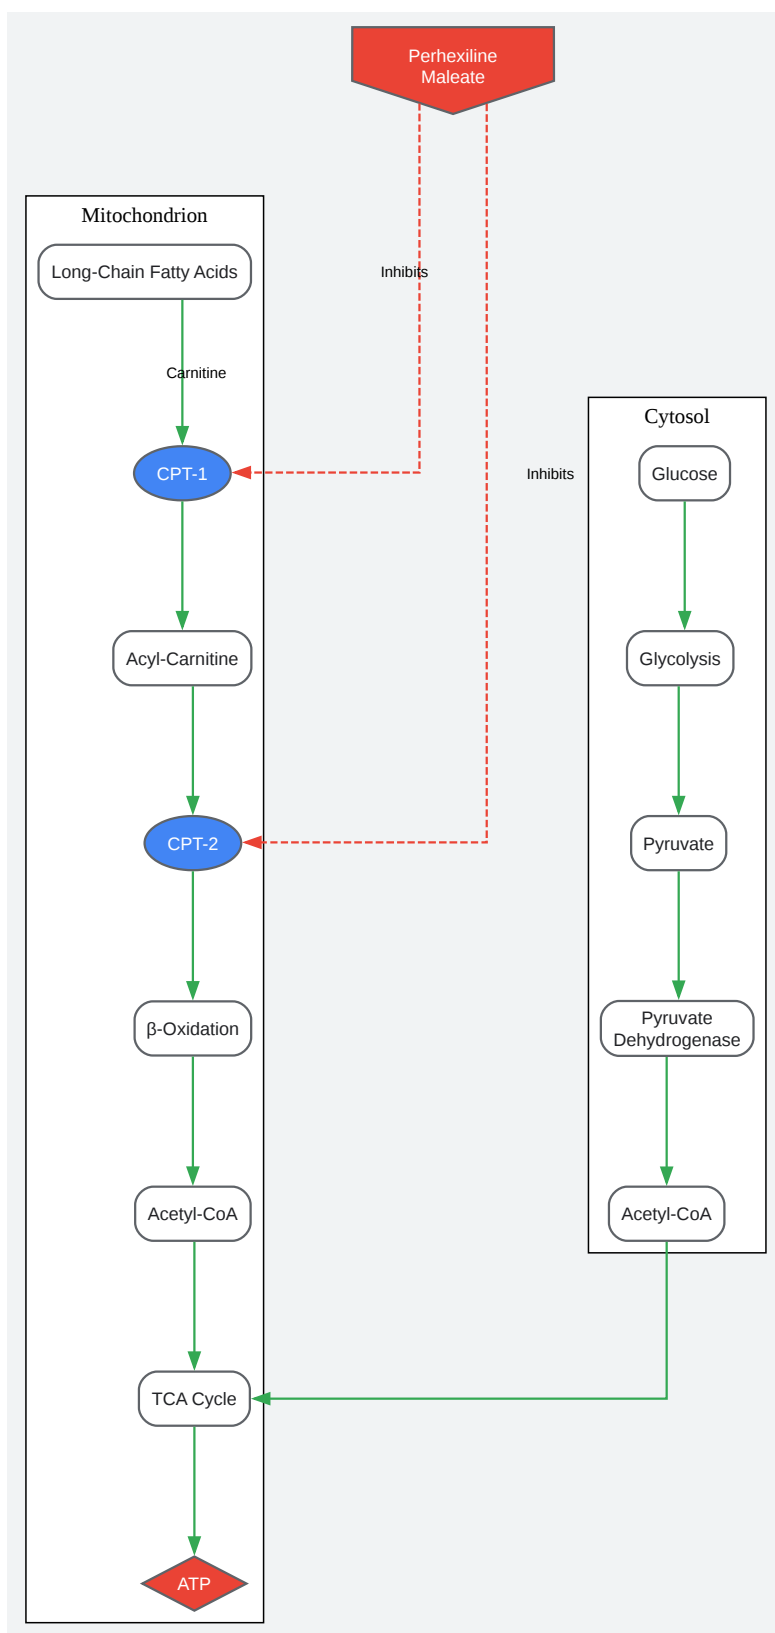 Perhexiline
Maleate
Mitochondrion
Long-Chain Fatty Acids
Inhibits
Carnitine
CPT-1
Inhibits
Cytosol
Glucose
Acyl-Carnitine
Glycolysis
CPT-2
Pyruvate
β-Oxidation
Pyruvate
Dehydrogenase
Acetyl-CoA
Acetyl-CoA
TCA Cycle
ATP